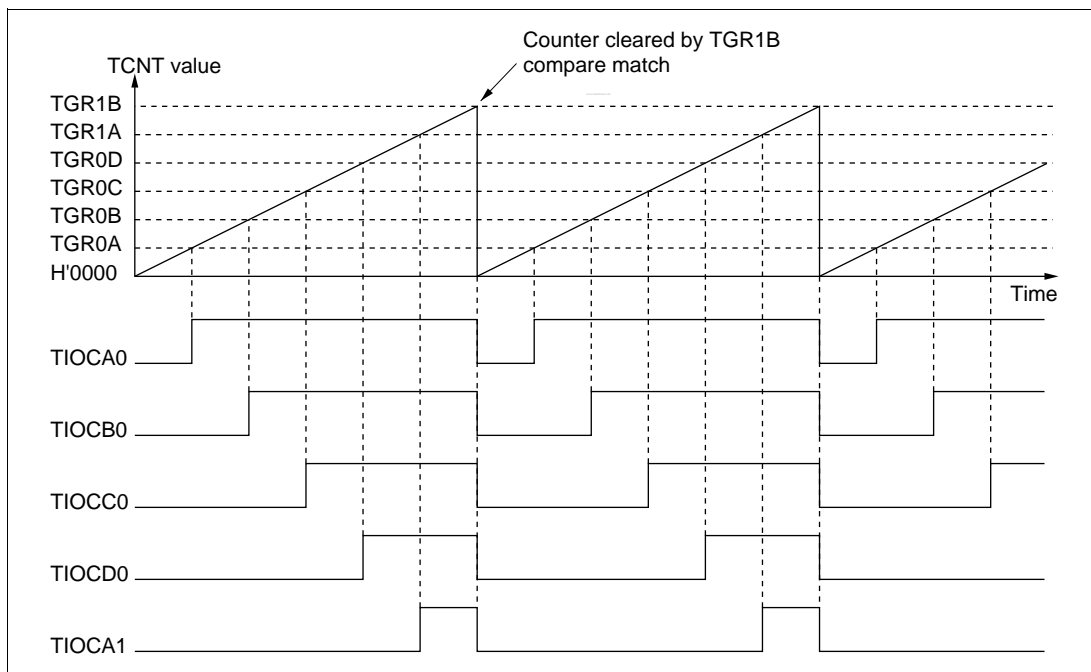 Counter cleared by TGR1B
compare match
TCNT value
TGR1B
TGR1A
TGR0D
TGR0C
TGR0B
TGR0A
H'0000
Time
TIOCA0
TIOCB0
TIOCC0
TIOCD0
TIOCA1